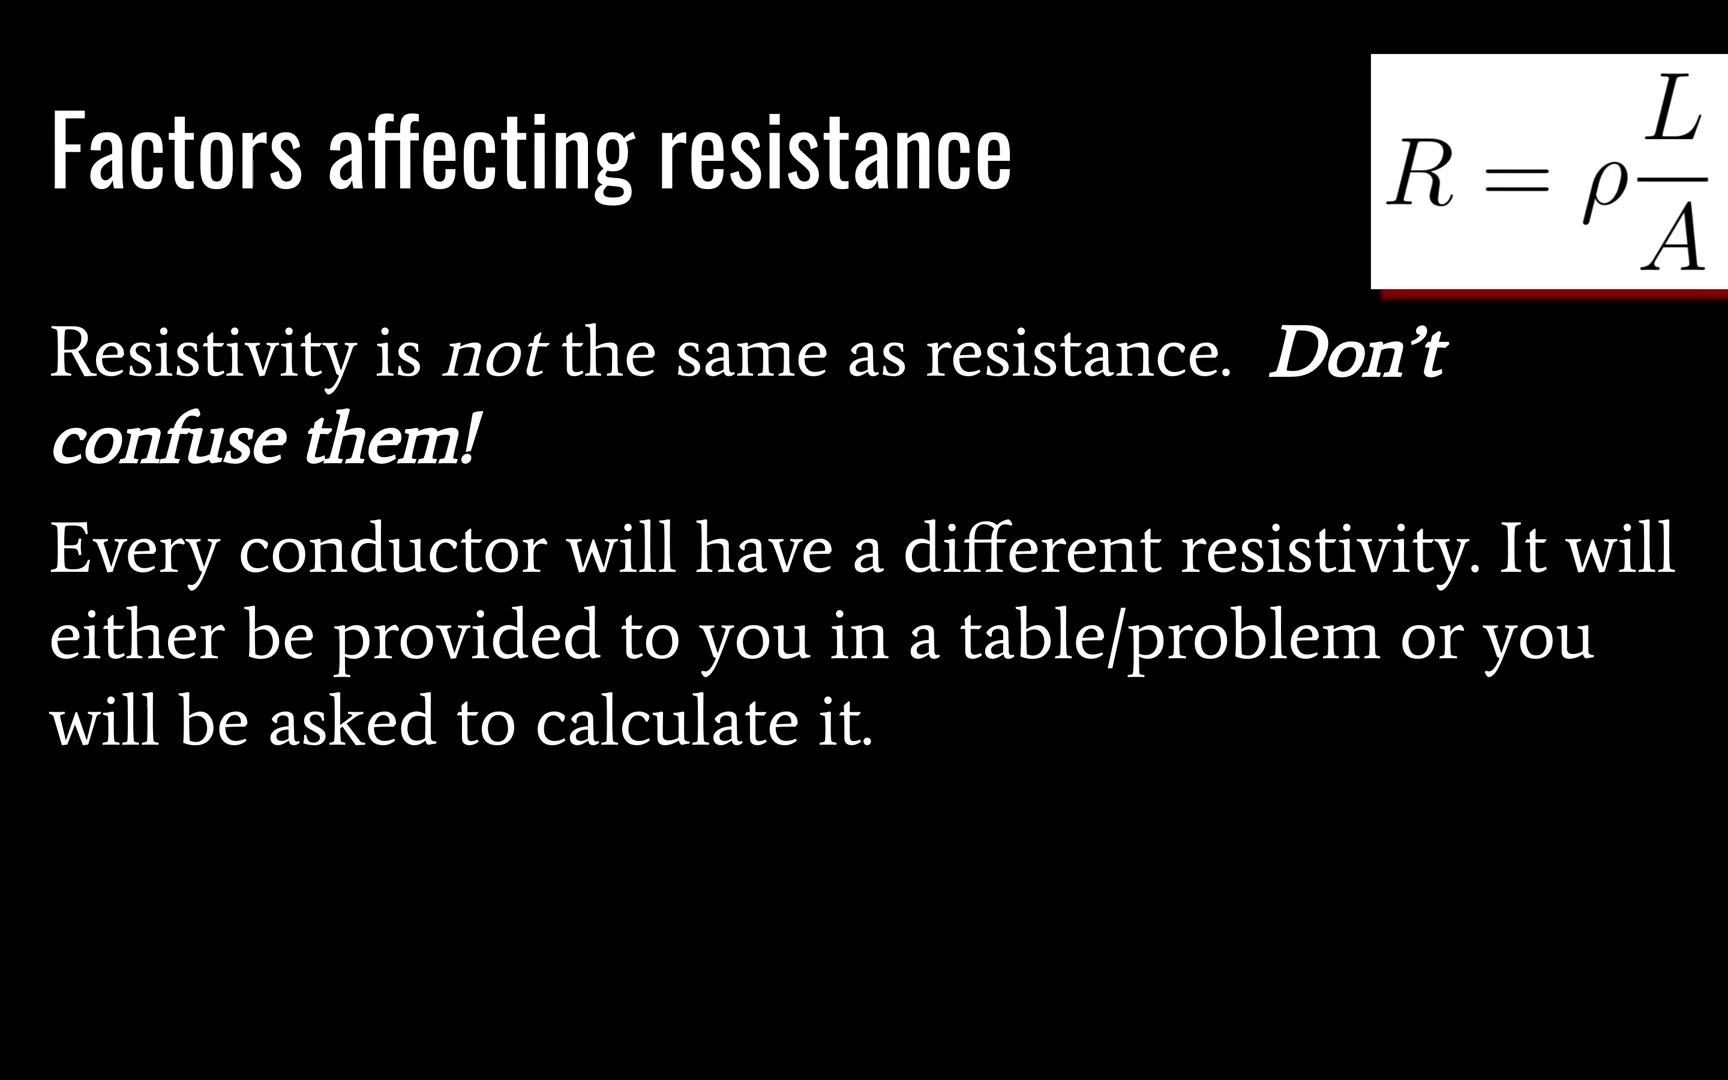 Factors affecting resistance
R = ρ L/A
Resistivity is not the same as resistance.  Don’t
confuse them!
Every conductor will have a different resistivity. It will
either be provided to you in a table/problem or you
will be asked to calculate it.